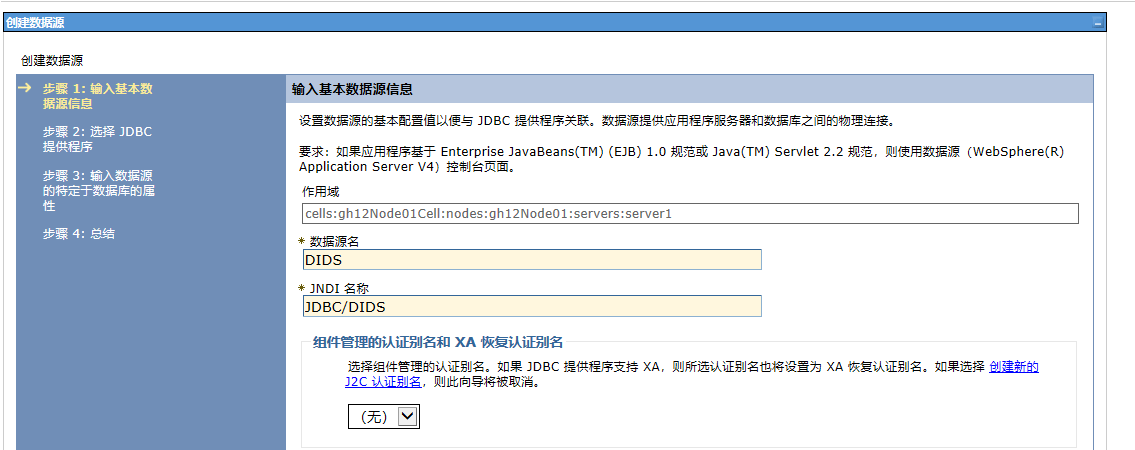 创建数据源
创建数据源
步骤 1: 输入基本数
据源信息
步骤 2: 选择 JDBC
提供程序
步骤 3: 输入数据源
的特定于数据库的属
性
步骤 4: 总结
输入基本数据源信息
设置数据源的基本配置值以便与 JDBC 提供程序关联。数据源提供应用程序服务器和数据库之间的物理连接。
要求：如果应用程序基于 Enterprise JavaBeans(TM) (EJB) 1.0 规范或 Java(TM) Servlet 2.2 规范，则使用数据源（WebSphere(R)
Application Server V4）控制台页面。
作用域
cells:gh12Node01Cell:nodes:gh12Node01:servers:server1
* 数据源名
DIDS
* JNDI 名称
JDBC/DIDS
组件管理的认证别名和 XA 恢复认证别名
选择组件管理的认证别名。如果 JDBC 提供程序支持 XA，则所选认证别名也将设置为 XA 恢复认证别名。如果选择 创建新的
J2C 认证别名，则此向导将被取消。
（无）